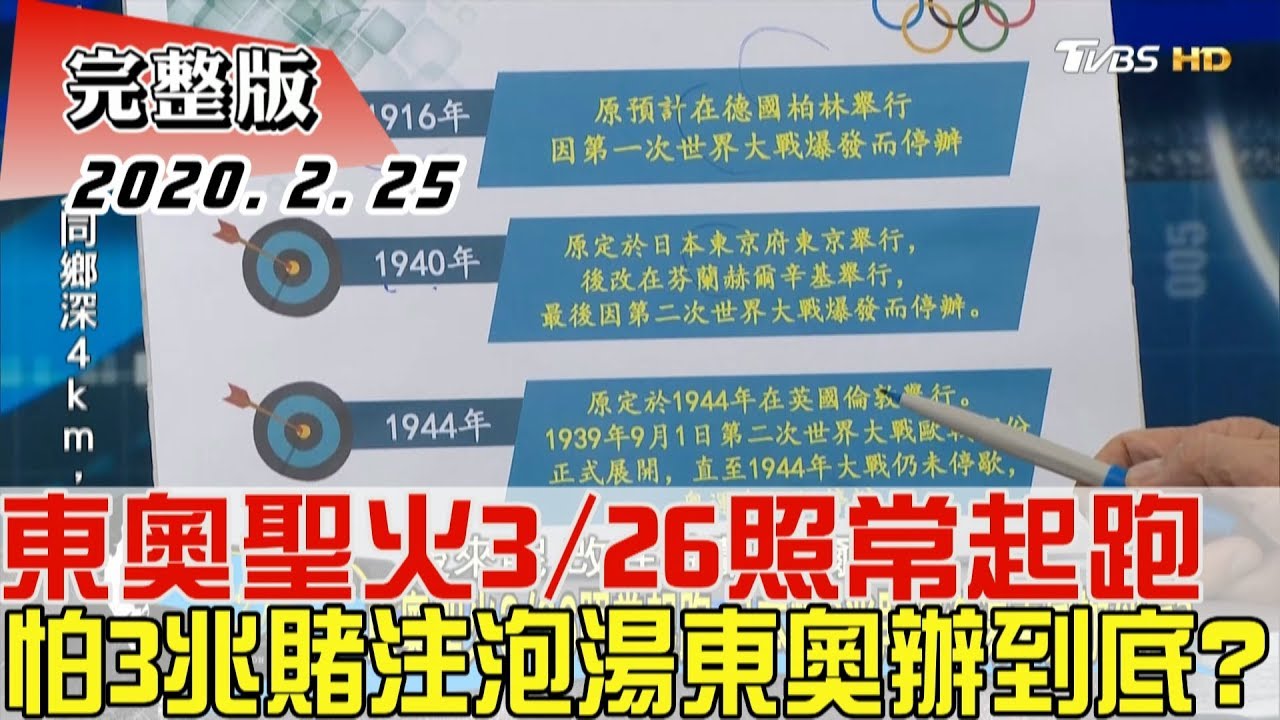 完整版
2020.2.25
TVBS HD
1916年
原預計在德國柏林舉行
因第一次世界大戰爆發而停辦
1940年
原定於日本東京府東京舉行，
後改在芬蘭赫爾辛基舉行，
最後因第二次世界大戰爆發而停辦。
1944年
原定於1944年在英國倫敦舉行。
1939年9月1日第二次世界大戰歐
正式展開，直至1944年大戰仍未停歇，
同鄉深4km，
500
東奧聖火3/26照常起跑
怕3兆賭注泡湯東奧辦到底?